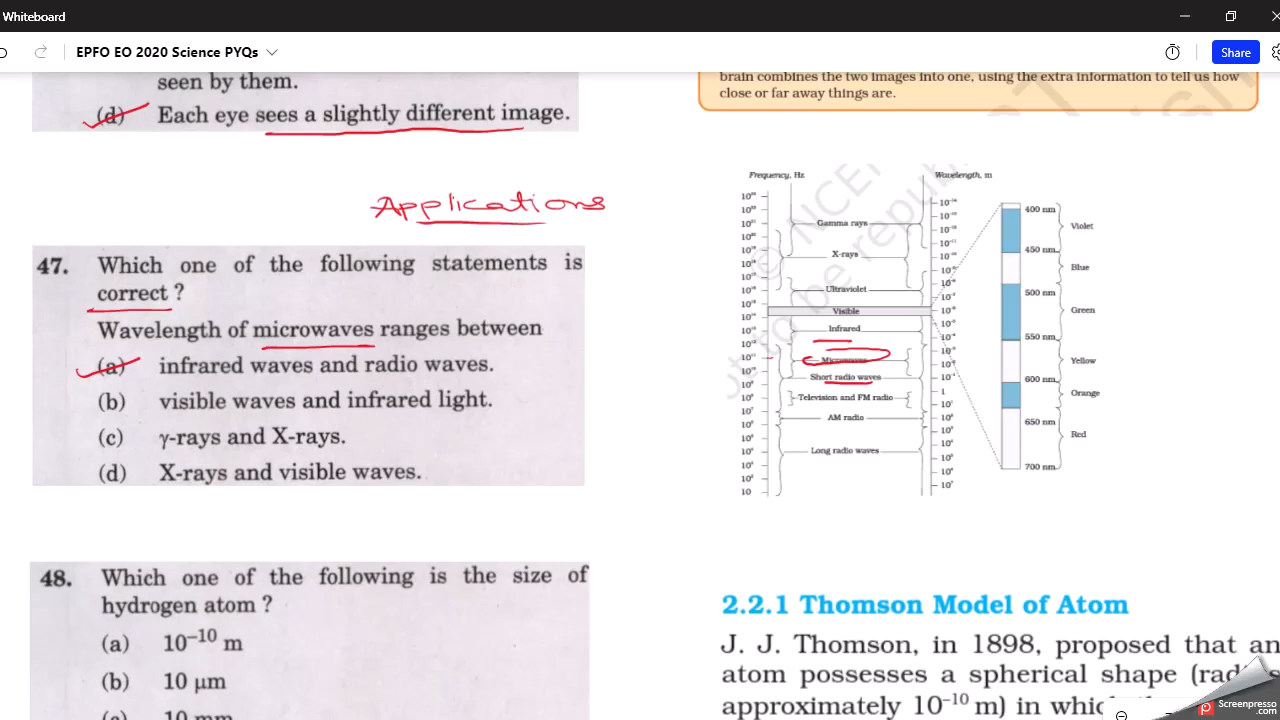 Whiteboard
EPFO EO 2020 Science PYQs
Share
seen by them.
(d) Each eye sees a slightly different image.
brain combines the two images into one, using the extra information to tell us how
close or far away things are.
Applications
47. Which one of the following statements is
correct ?
Wavelength of microwaves ranges between
(a) infrared waves and radio waves.
(b) visible waves and infrared light.
(c) γ-rays and X-rays.
(d) X-rays and visible waves.
Frequency, Hz
Wavelength, m
Gamma rays
X-rays
Ultraviolet
Visible
Infrared
Microwaves
Short radio waves
Television and FM radio
AM radio
Long radio waves
400 nm
Violet
450 nm
Blue
500 nm
Green
550 nm
Yellow
600 nm
Orange
650 nm
Red
700 nm
48. Which one of the following is the size of
hydrogen atom ?
(a) 10⁻¹⁰ m
(b) 10 μm
10 mm
2.2.1 Thomson Model of Atom
J. J. Thomson, in 1898, proposed that an
atom possesses a spherical shape
approximately 10⁻¹⁰ m) in
Screenpresso
.com